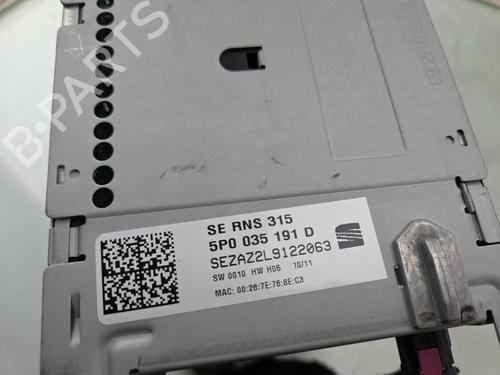 B-PARTS
SE RNS 315
5P0 035 191 D
SEZAZ2L9122063
SW 0010 HW H05 10/11
MAC: 00:26:7E:76:8E:C3